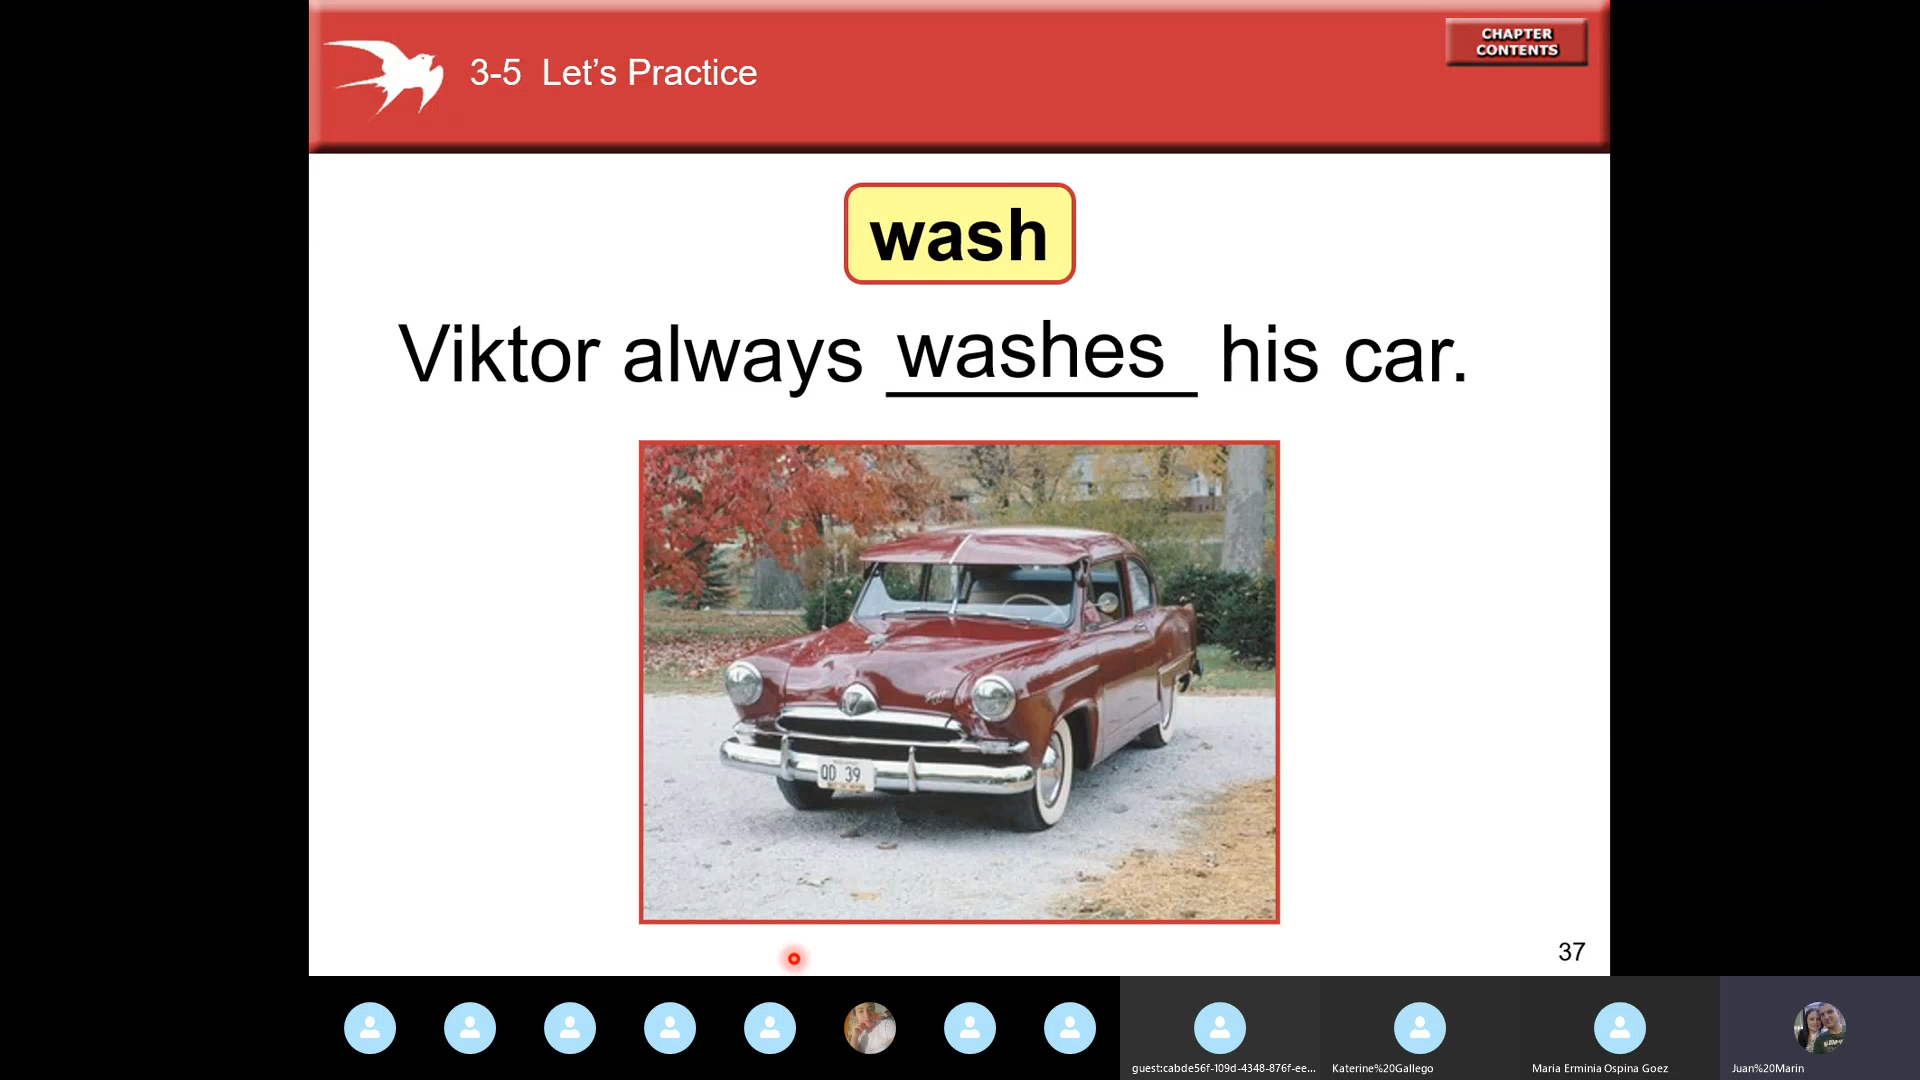 3-5 Let's Practice
CHAPTER
CONTENTS
wash
Viktor always washes his car.
QD 39
37
guest:cabde56f-109d-4348-876f-ee...
Katerine%20Gallego
Maria Erminia Ospina Goez
Juan%20Marin